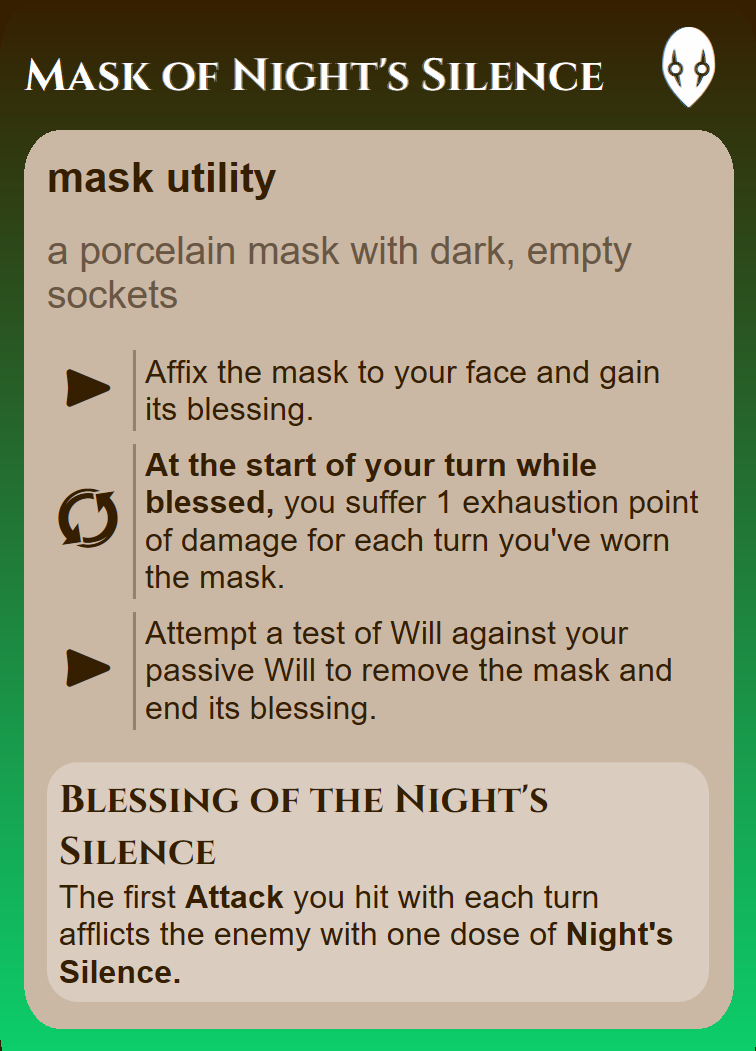 Mask of Night's Silence
mask utility
a porcelain mask with dark, empty
sockets
Affix the mask to your face and gain
its blessing.
At the start of your turn while
blessed, you suffer 1 exhaustion point
of damage for each turn you've worn
the mask.
Attempt a test of Will against your
passive Will to remove the mask and
end its blessing.
Blessing of the Night's
Silence
The first Attack you hit with each turn
afflicts the enemy with one dose of Night's
Silence.